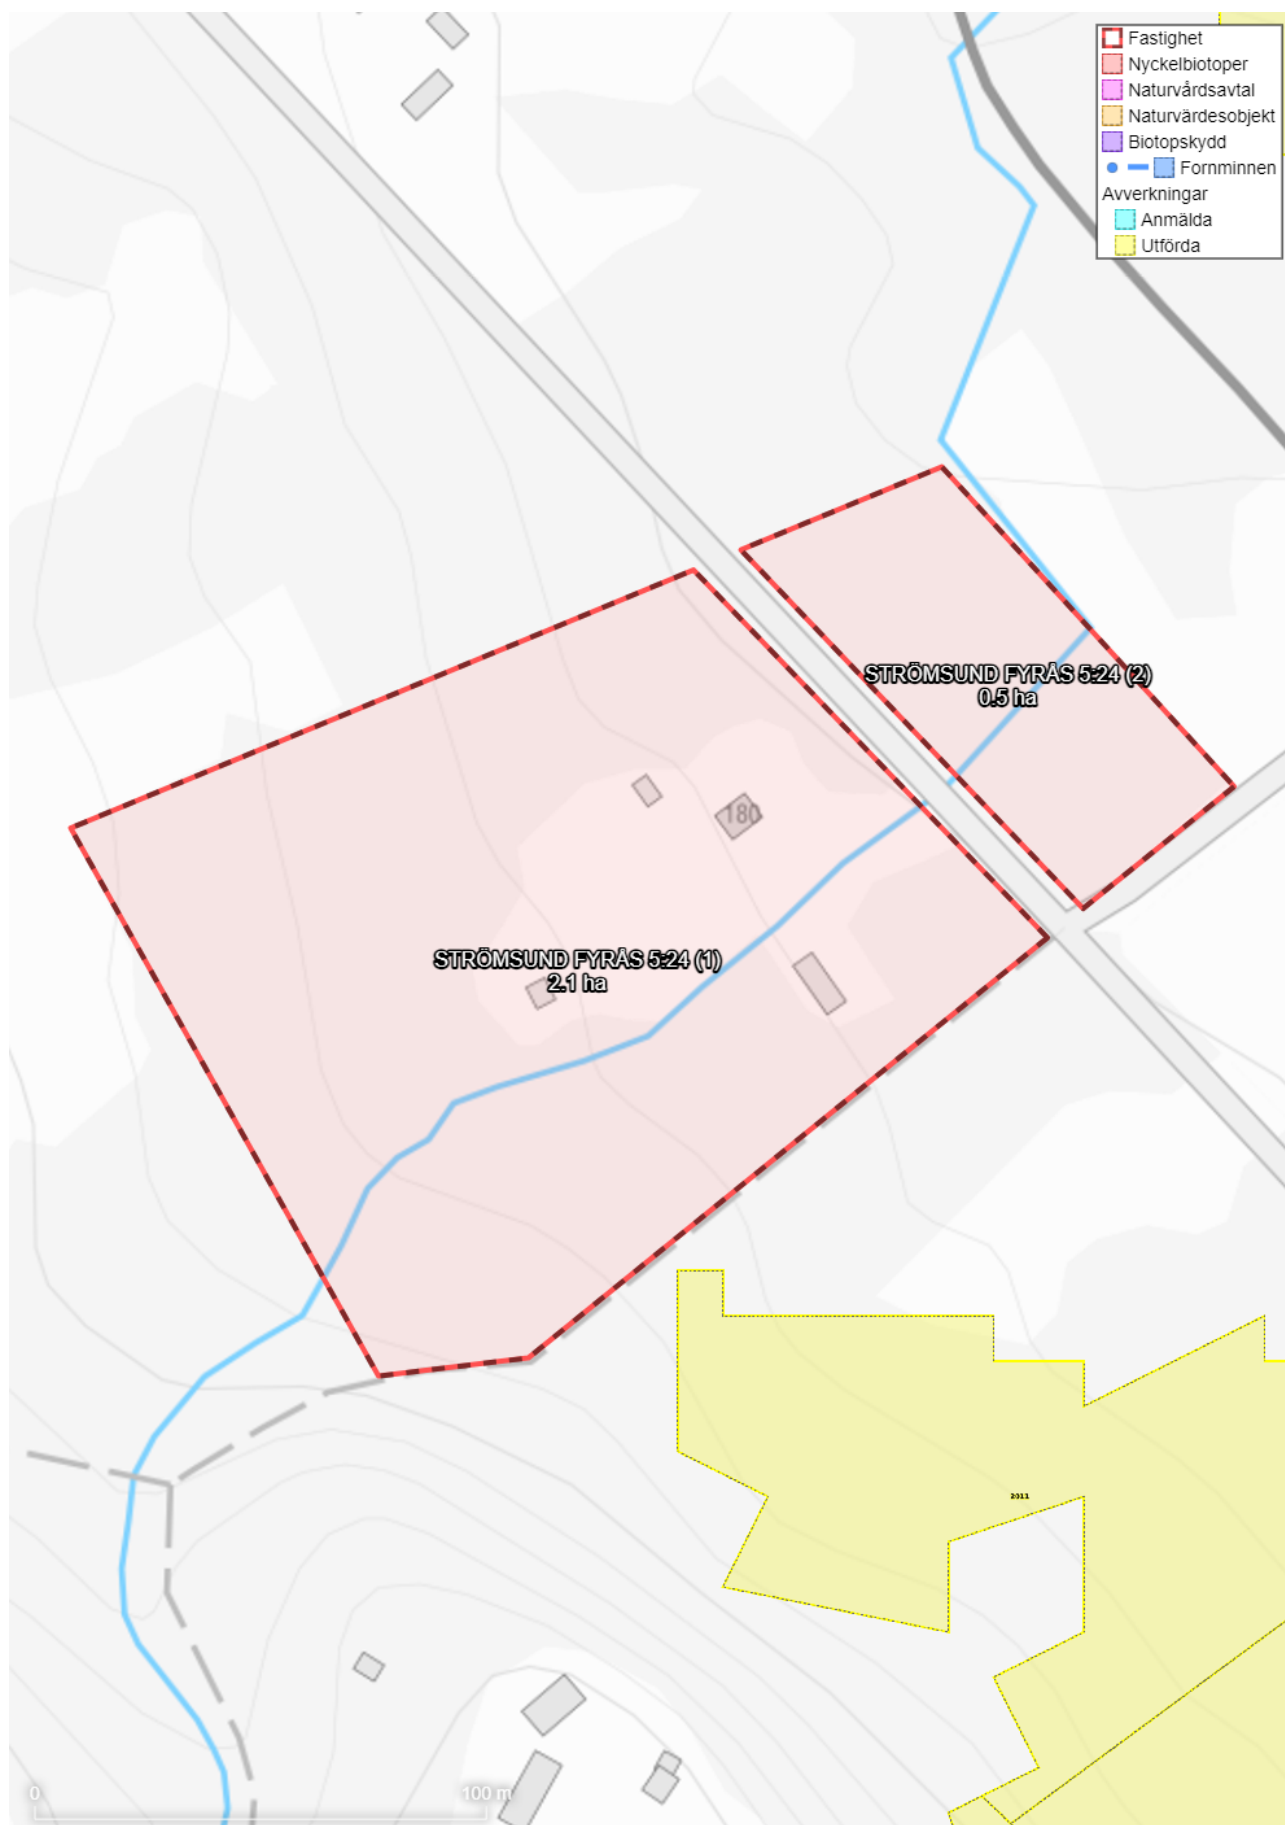 Fastighet
Nyckelbiotoper
Naturvårdsavtal
Naturvärdesobjekt
Biotopskydd
Fornminnen
Avverkningar
Anmälda
Utförda
STRÖMSUND FYRÅS 5:24 (2)
0.5 ha
180
STRÖMSUND FYRÅS 5:24 (1)
2.1 ha
2011
0
100 m